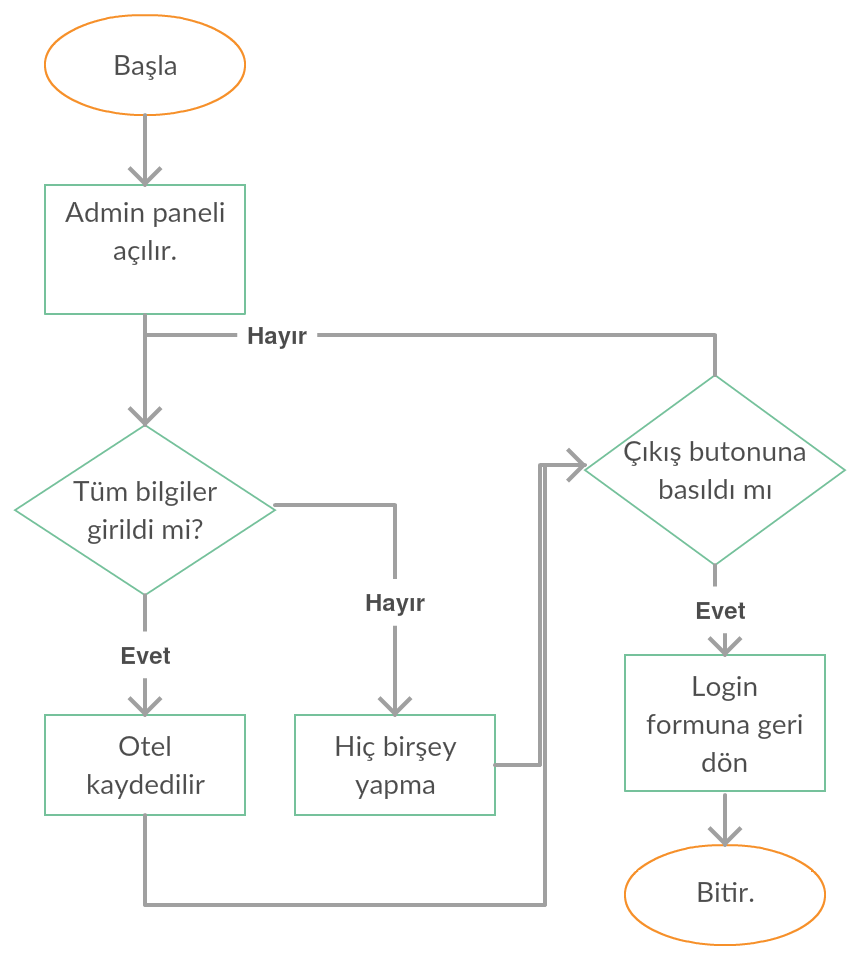 Başla
Admin paneli
açılır.
Hayır
Tüm bilgiler
girildi mi?
Çıkış butonuna
basıldı mı
Hayır
Evet
Evet
Otel
kaydedilir
Hiç birşey
yapma
Login
formuna geri
dön
Bitir.